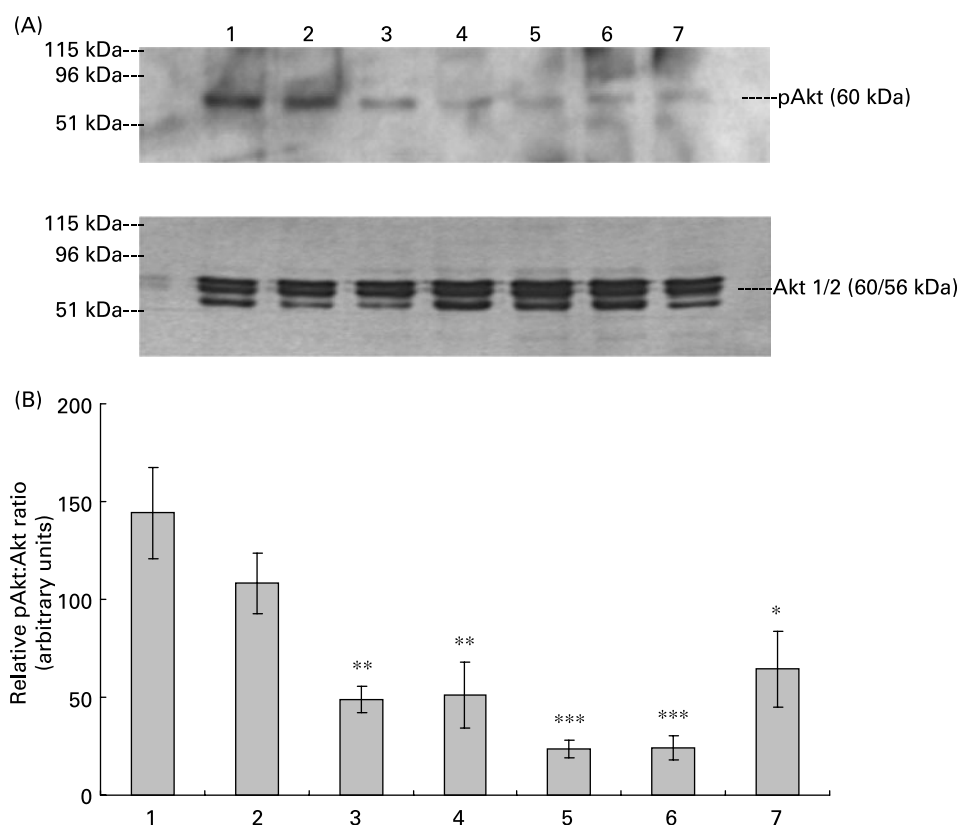 (A)
1 2 3 4 5 6 7
115 kDa---
96 kDa---
51 kDa---
-----pAkt (60 kDa)
115 kDa---
96 kDa---
51 kDa---
-----Akt 1/2 (60/56 kDa)
(B)
Relative pAkt:Akt ratio
(arbitrary units)
200
150
100
50
0
**
**
***
***
*
1 2 3 4 5 6 7